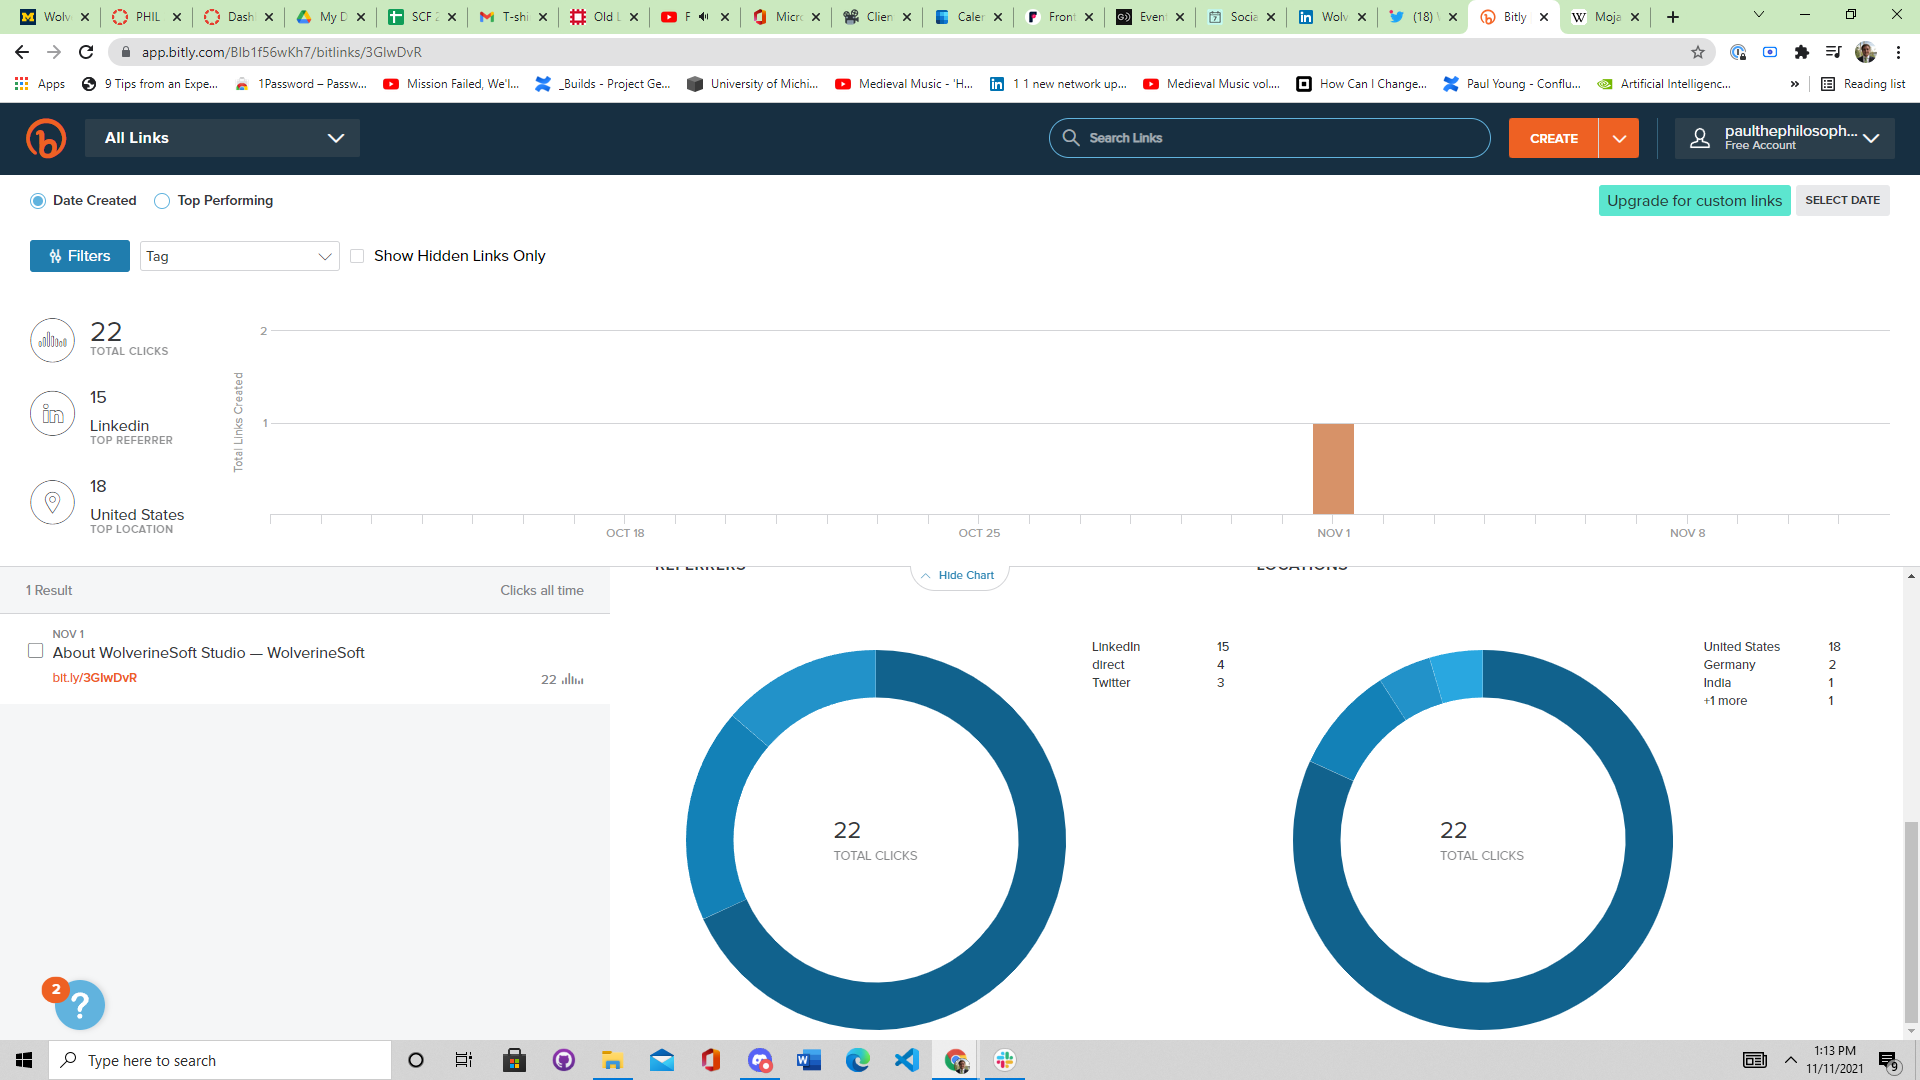 Wolv
PHIL
Dash
My D
SCF 2
T-shi
Old L
F
Micro
Clien
Caler
Front
Event
Socia
Wolv
(18)
Bitly
Moja
app.bitly.com/Blb1f56wKh7/bitlinks/3GlwDvR
Apps
9 Tips from an Expe...
1Password – Passw...
Mission Failed, We'l...
_Builds - Project Ge...
University of Michi...
Medieval Music - 'H...
1 1 new network up...
Medieval Music vol....
How Can I Change...
Paul Young - Conflu...
Artificial Intelligenc...
»
Reading list
All Links
Search Links
CREATE
paulthephilosoph...
Free Account
Date Created
Top Performing
Upgrade for custom links
SELECT DATE
Filters
Tag
Show Hidden Links Only
22
TOTAL CLICKS
15
Linkedin
TOP REFERRER
18
United States
TOP LOCATION
Total Links Created
2
1
OCT 18
OCT 25
NOV 1
NOV 8
1 Result
Clicks all time
NOV 1
About WolverineSoft Studio — WolverineSoft
bit.ly/3GlwDvR
22
REFERRERS
Hide Chart
LOCATIONS
LinkedIn 15
direct 4
Twitter 3
22
TOTAL CLICKS
United States 18
Germany 2
India 1
+1 more 1
22
TOTAL CLICKS
2
?
Type here to search
1:13 PM
11/11/2021
9